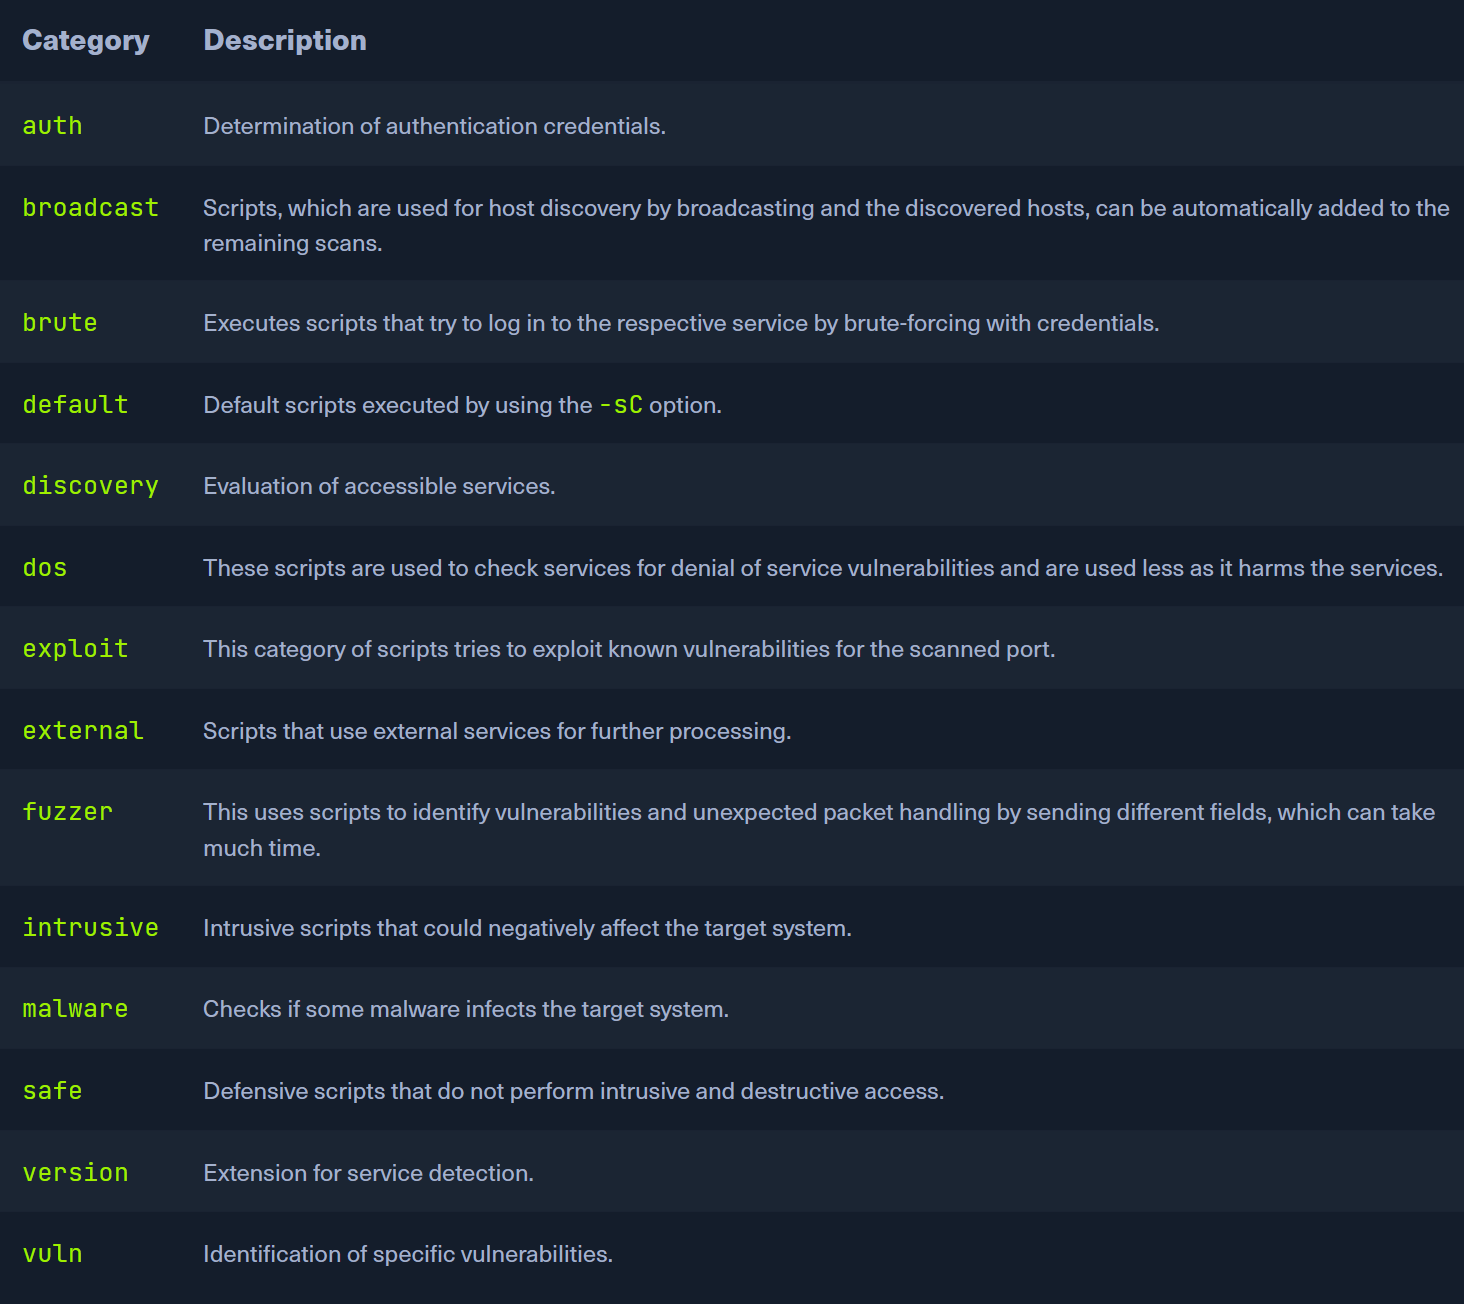 Category Description
auth Determination of authentication credentials.
broadcast Scripts, which are used for host discovery by broadcasting and the discovered hosts, can be automatically added to the
remaining scans.
brute Executes scripts that try to log in to the respective service by brute-forcing with credentials.
default Default scripts executed by using the -sC option.
discovery Evaluation of accessible services.
dos These scripts are used to check services for denial of service vulnerabilities and are used less as it harms the services.
exploit This category of scripts tries to exploit known vulnerabilities for the scanned port.
external Scripts that use external services for further processing.
fuzzer This uses scripts to identify vulnerabilities and unexpected packet handling by sending different fields, which can take
much time.
intrusive Intrusive scripts that could negatively affect the target system.
malware Checks if some malware infects the target system.
safe Defensive scripts that do not perform intrusive and destructive access.
version Extension for service detection.
vuln Identification of specific vulnerabilities.